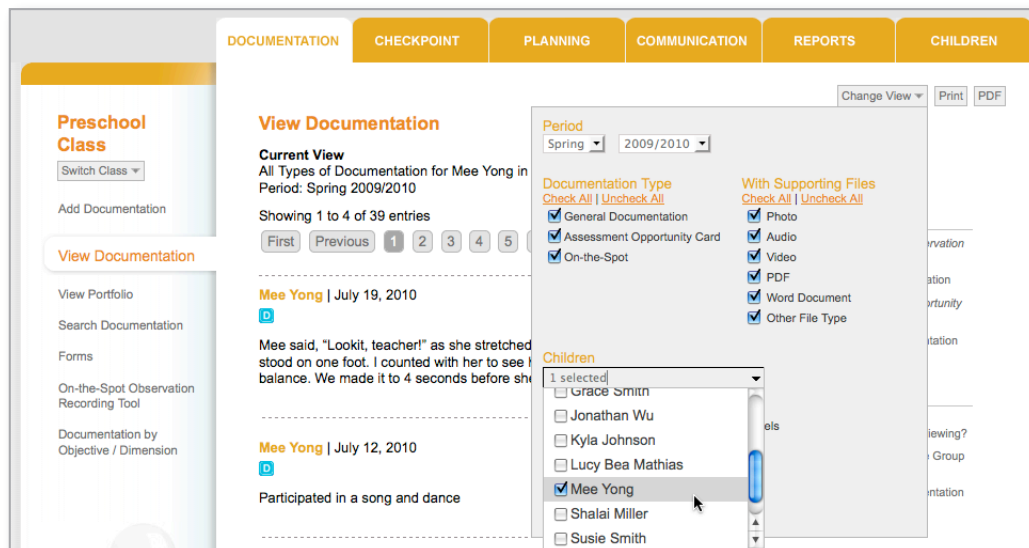 DOCUMENTATION
CHECKPOINT
PLANNING
COMMUNICATION
REPORTS
CHILDREN
Change View
Print
PDF
Preschool
Class
Switch Class
Add Documentation
View Documentation
View Portfolio
Search Documentation
Forms
On-the-Spot Observation
Recording Tool
Documentation by
Objective / Dimension
View Documentation
Current View
All Types of Documentation for Mee Yong in
Period: Spring 2009/2010
Showing 1 to 4 of 39 entries
First Previous 1 2 3 4 5
Mee Yong | July 19, 2010
D
Mee said, “Lookit, teacher!” as she stretched
stood on one foot. I counted with her to see
balance. We made it to 4 seconds before she
Mee Yong | July 12, 2010
D
Participated in a song and dance
Period
Spring 2009/2010
Documentation Type
Check All | Uncheck All
General Documentation
Assessment Opportunity Card
On-the-Spot
With Supporting Files
Check All | Uncheck All
Photo
Audio
Video
PDF
Word Document
Other File Type
Children
1 selected
Grace Smith
Jonathan Wu
Kyla Johnson
Lucy Bea Mathias
Mee Yong
Shalai Miller
Susie Smith
els
rvation
ation
ortunity
ntation
iewing?
Group
entation